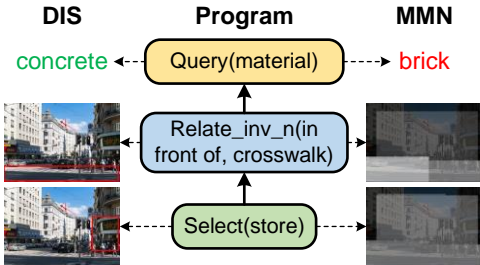 DIS Program MMN
concrete Query(material) brick
Relate_inv_n(in
front of, crosswalk)
Select(store)